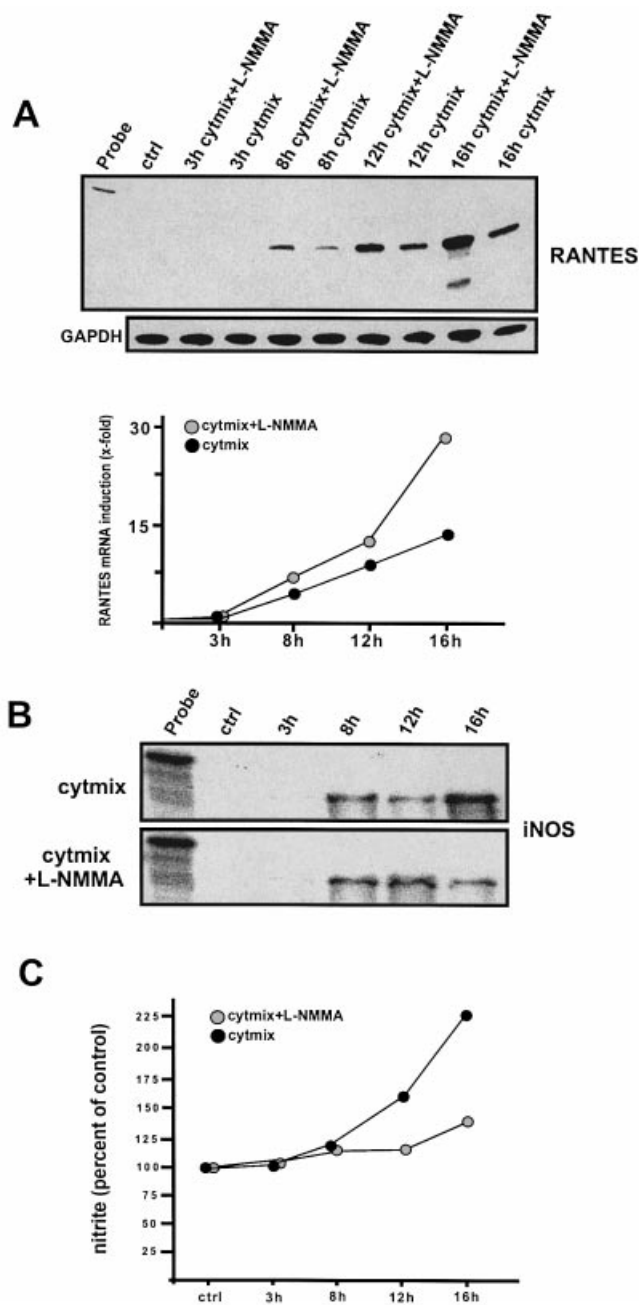 A
Probe
ctrl
3h cytmix+L-NMMA
3h cytmix
8h cytmix+L-NMMA
8h cytmix
12h cytmix+L-NMMA
12h cytmix
16h cytmix+L-NMMA
16h cytmix
RANTES
GAPDH
RANTES mRNA induction (x-fold)
30
15
cytmix+L-NMMA
cytmix
3h 8h 12h 16h
B
Probe ctrl 3h 8h 12h 16h
cytmix
cytmix
+L-NMMA
iNOS
C
nitrite (percent of control)
225
200
175
150
125
100
75
50
25
cytmix+L-NMMA
cytmix
ctrl 3h 8h 12h 16h